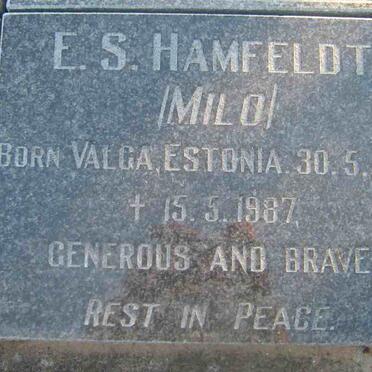 E. S. HAMFELDT
/MILO/
BORN VALGA, ESTONIA. 30.5.
† 15.5.1987
GENEROUS AND BRAVE
REST IN PEACE.